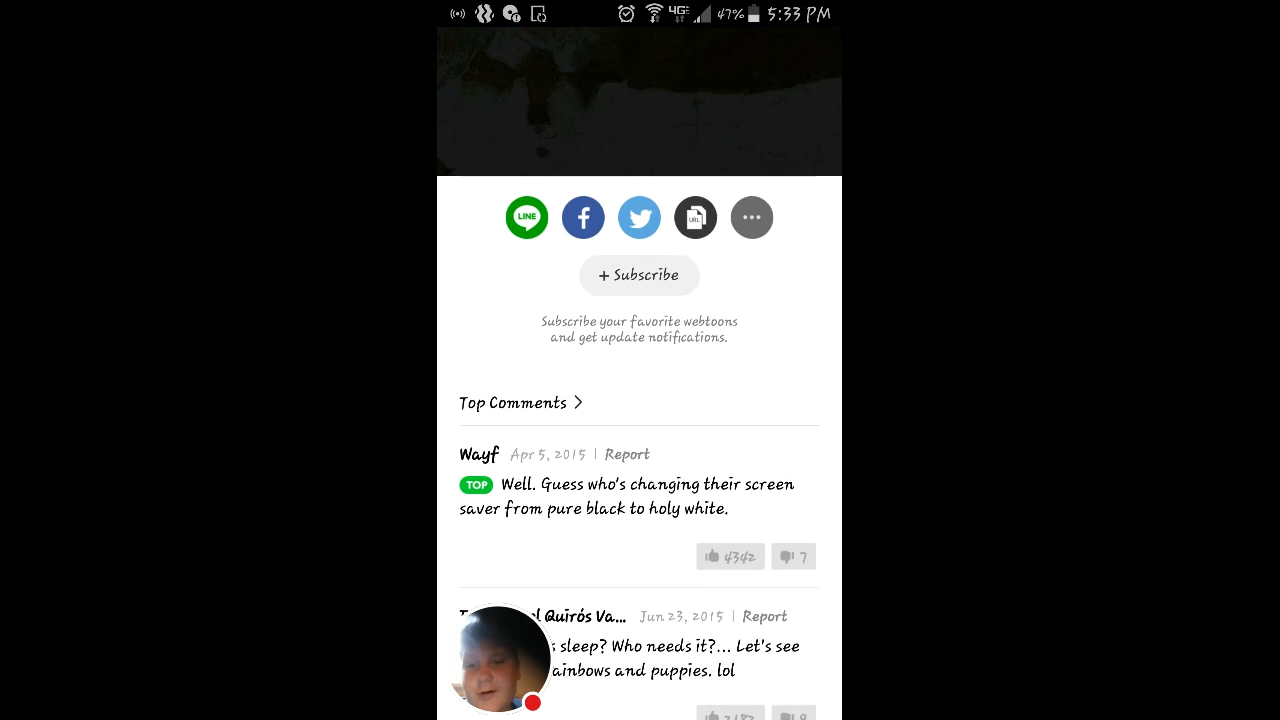 47% 5:33 PM
LINE
URL
+ Subscribe
Subscribe your favorite webtoons
and get update notifications.
Top Comments >
Wayf Apr 5, 2015 | Report
TOP Well. Guess who's changing their screen
saver from pure black to holy white.
4342 7
Quirós Va... Jun 23, 2015 | Report
sleep? Who needs it?... Let's see
ainbows and puppies. lol